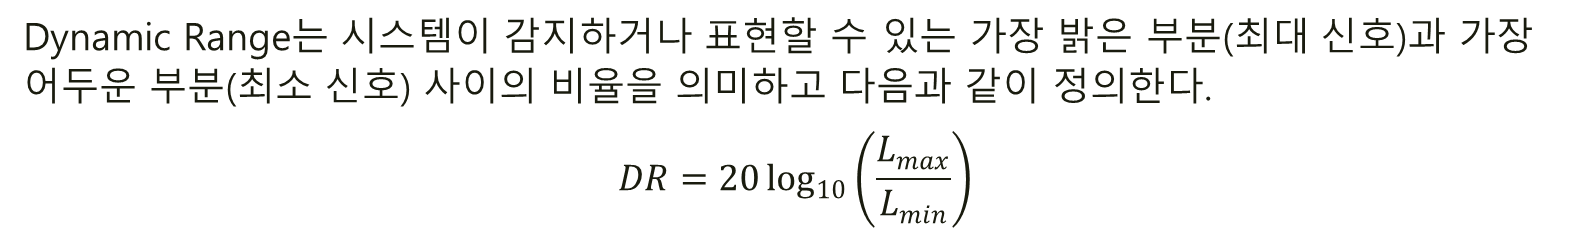 Dynamic Range는 시스템이 감지하거나 표현할 수 있는 가장 밝은 부분(최대 신호)과 가장
어두운 부분(최소 신호) 사이의 비율을 의미하고 다음과 같이 정의한다.
DR = 20 log₁₀ (L_max / L_min)